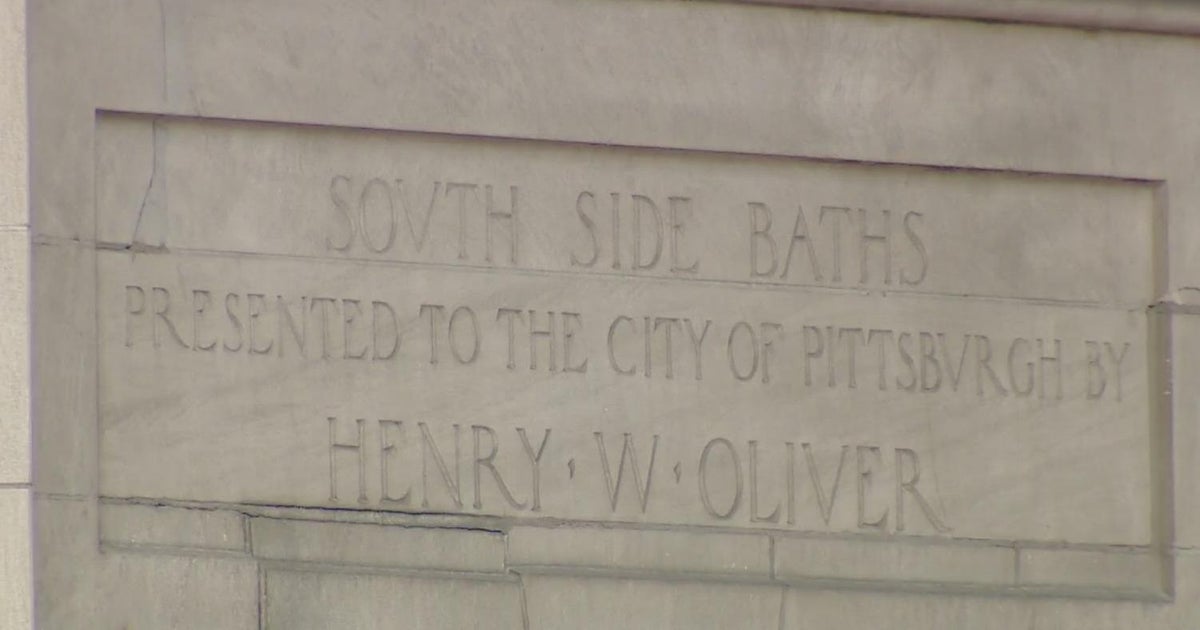 SOVTH SIDE BATHS
PRESENTED TO THE CITY OF PITTSBVRGH BY
HENRY · W · OLIVER